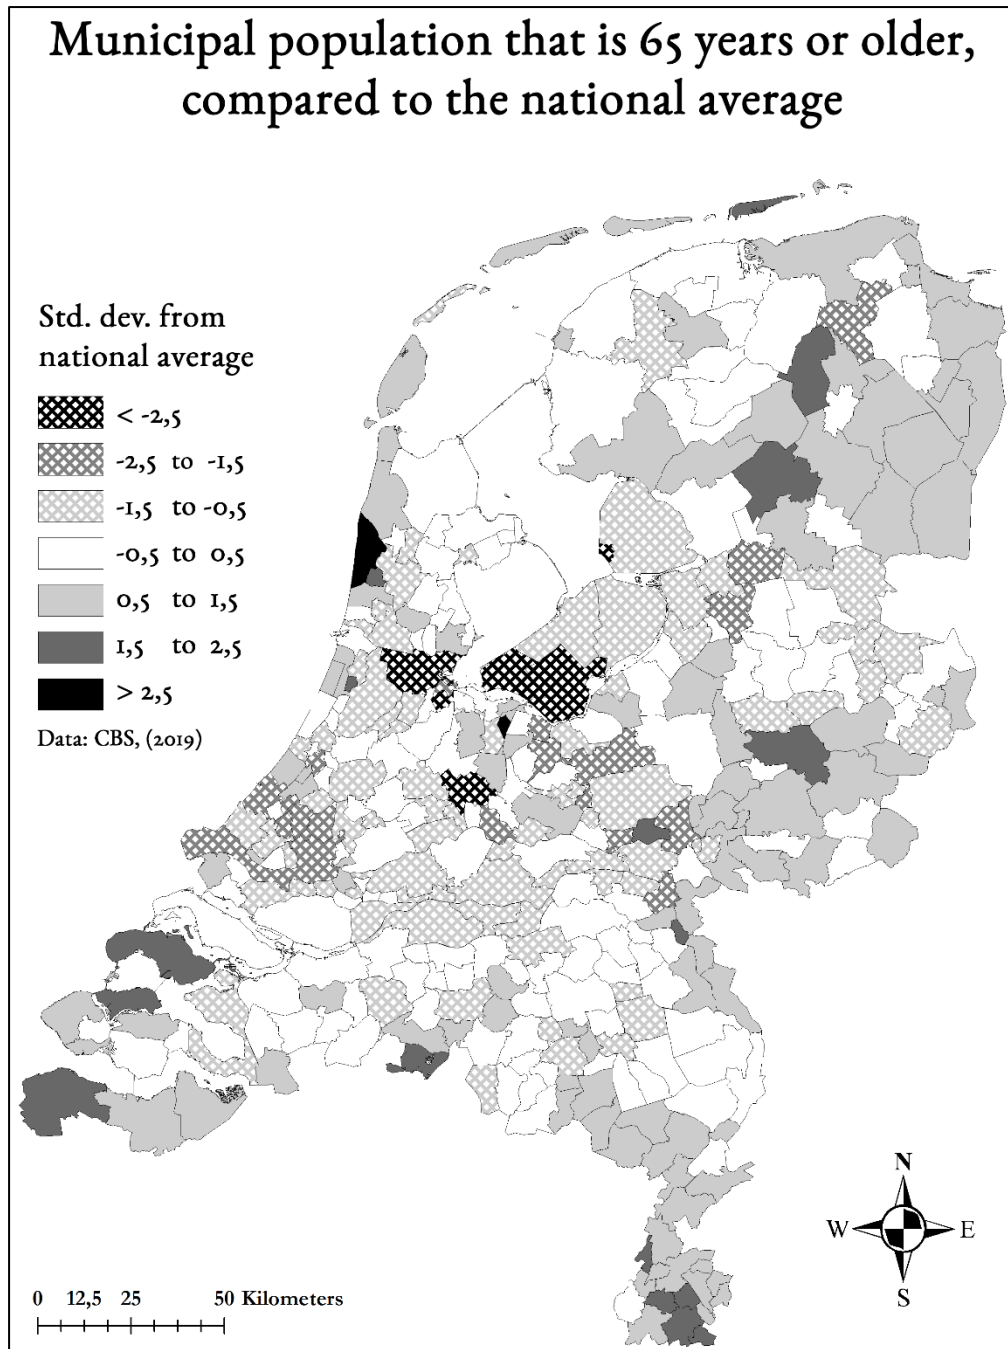 Municipal population that is 65 years or older,
compared to the national average
Std. dev. from
national average
< -2,5
-2,5 to -1,5
-1,5 to -0,5
-0,5 to 0,5
0,5 to 1,5
1,5 to 2,5
> 2,5
Data: CBS, (2019)
N
W E
S
0 12,5 25 50 Kilometers